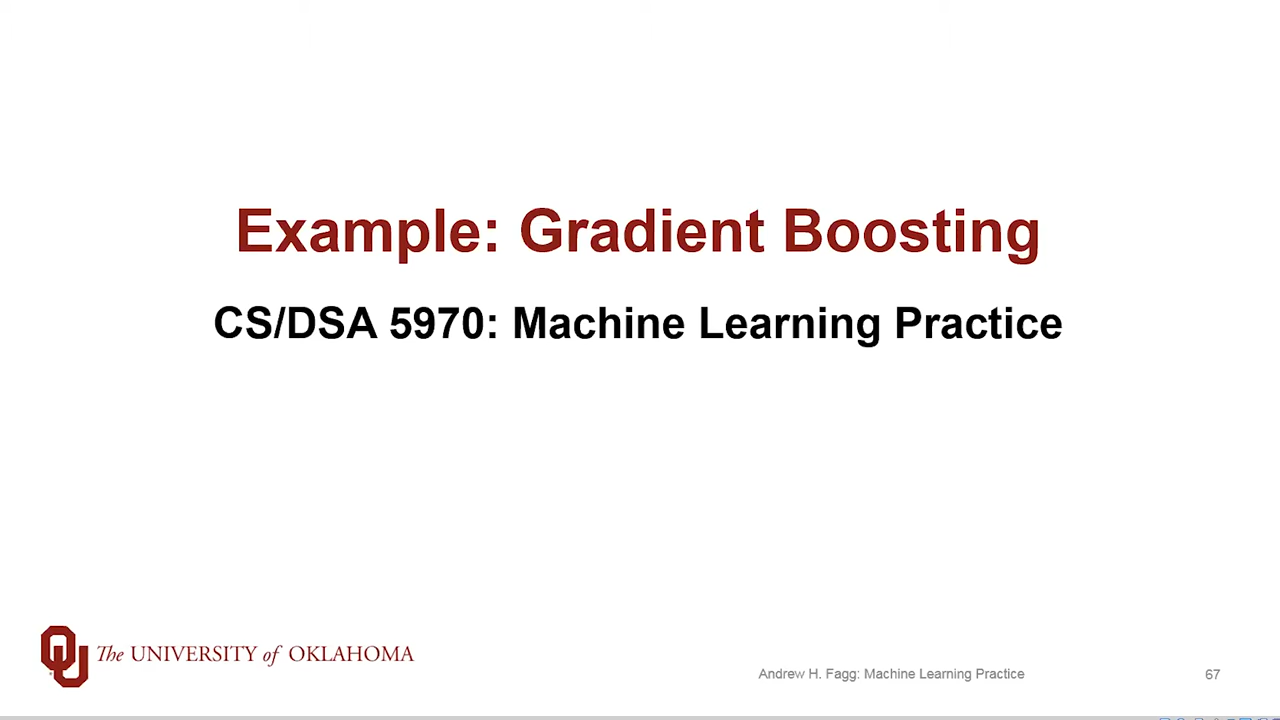 Example: Gradient Boosting
CS/DSA 5970: Machine Learning Practice
The UNIVERSITY of OKLAHOMA
Andrew H. Fagg: Machine Learning Practice
67